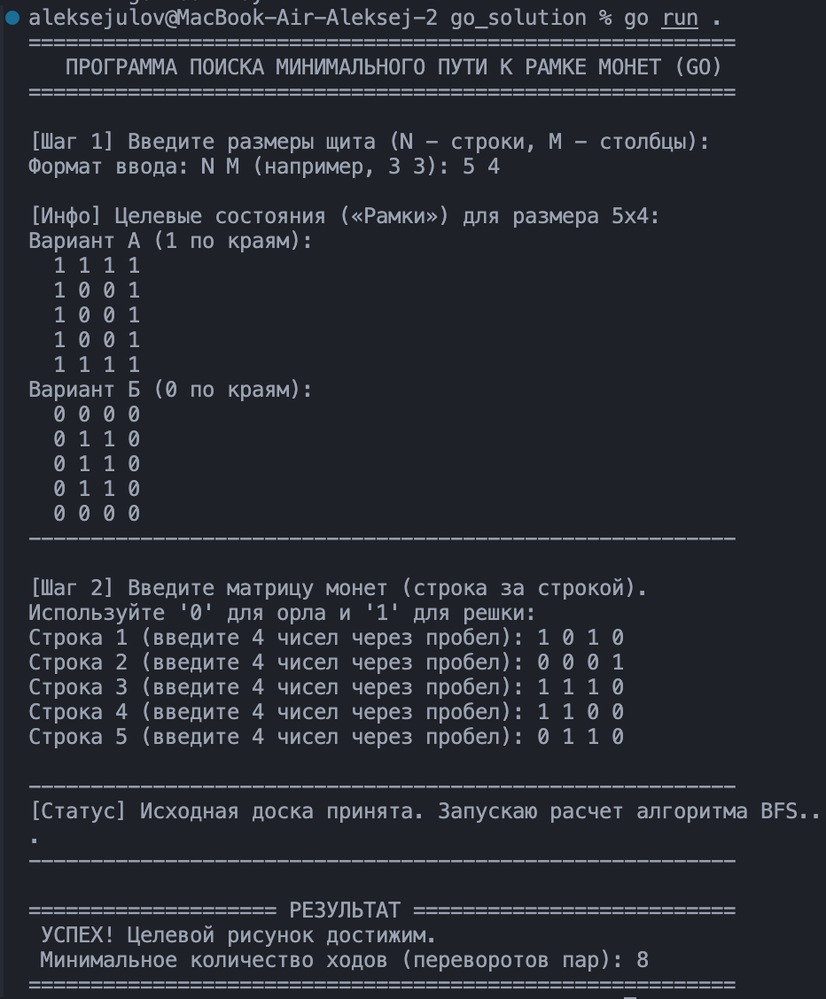 aleksejulov@MacBook-Air-Aleksej-2 go_solution % go run .
=========================================================
ПРОГРАММА ПОИСКА МИНИМАЛЬНОГО ПУТИ К РАМКЕ МОНЕТ (GO)
=========================================================
[Шаг 1] Введите размеры щита (N – строки, M – столбцы):
Формат ввода: N M (например, 3 3): 5 4
[Инфо] Целевые состояния («Рамки») для размера 5x4:
Вариант А (1 по краям):
1 1 1 1
1 0 0 1
1 0 0 1
1 0 0 1
1 1 1 1
Вариант Б (0 по краям):
0 0 0 0
0 1 1 0
0 1 1 0
0 1 1 0
0 0 0 0
---------------------------------------------------------
[Шаг 2] Введите матрицу монет (строка за строкой).
Используйте '0' для орла и '1' для решки:
Строка 1 (введите 4 чисел через пробел): 1 0 1 0
Строка 2 (введите 4 чисел через пробел): 0 0 0 1
Строка 3 (введите 4 чисел через пробел): 1 1 1 0
Строка 4 (введите 4 чисел через пробел): 1 1 0 0
Строка 5 (введите 4 чисел через пробел): 0 1 1 0
---------------------------------------------------------
[Статус] Исходная доска принята. Запускаю расчет алгоритма BFS..
.
---------------------------------------------------------
==================== РЕЗУЛЬТАТ ==========================
УСПЕХ! Целевой рисунок достижим.
Минимальное количество ходов (переворотов пар): 8
=========================================================